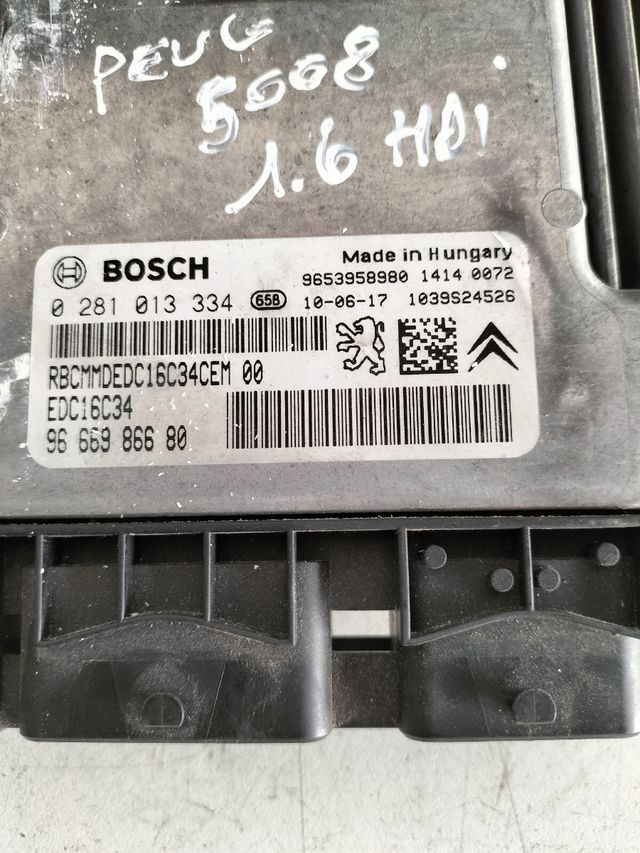 PEUG
5008
1.6 HDi
BOSCH
Made in Hungary
9653958980 1414 0072
0 281 013 334 658 10-06-17 1039S24526
RBCMMDEDC16C34CEM 00
EDC16C34
96 669 866 80